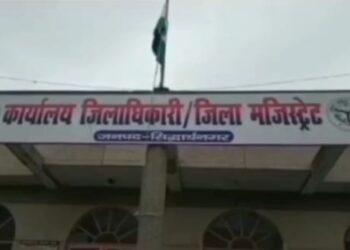 कार्यालय जिलाधिकारी/जिला मजिस्ट्रेट
जनपद-सिद्धार्थनगर